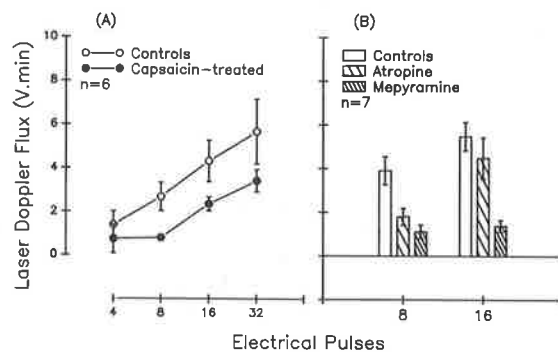 (A)
(B)
Laser Doppler Flux (V.min)
10
8
6
4
2
0
Controls
Capsaicin-treated
n=6
Controls
Atropine
Mepyramine
n=7
4 8 16 32
8 16
Electrical Pulses